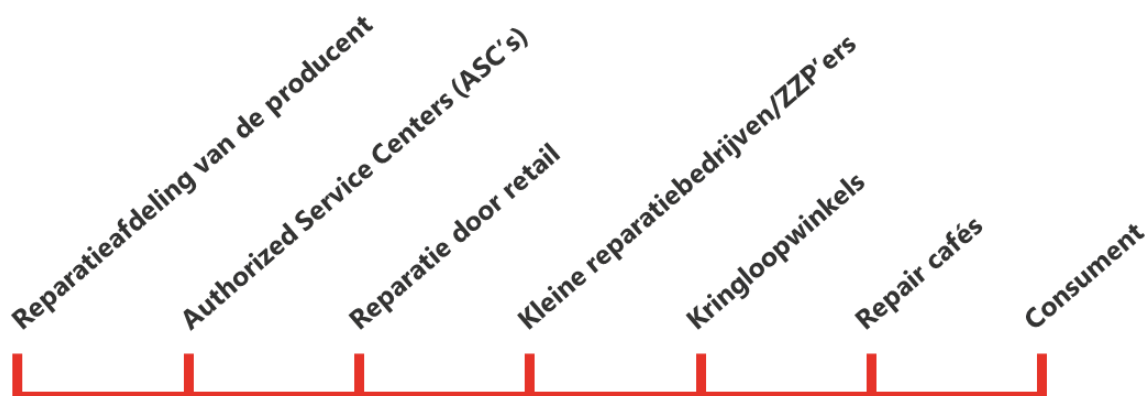 Reparatieafdeling van de producent
Authorized Service Centers (ASC's)
Reparatie door retail
Kleine reparatiebedrijven/ZZP'ers
Kringloopwinkels
Repair cafés
Consument